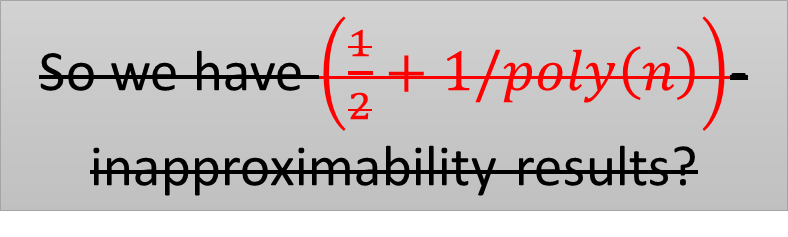 So we have (1/2 + 1/poly(n))-
inapproximability results?